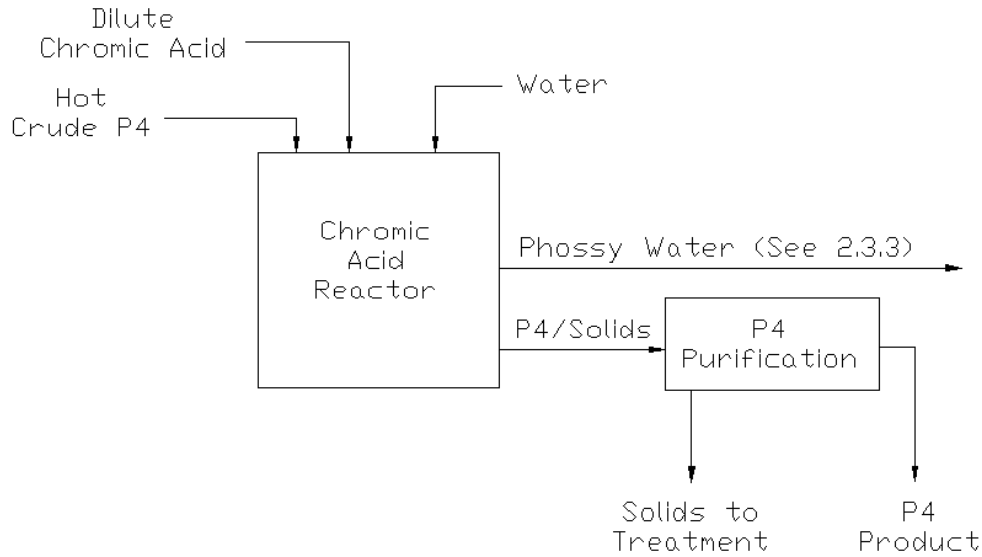 Dilute
Chromic Acid
Hot
Crude P4
Water
Chromic
Acid
Reactor
Phossy Water (See 2.3.3)
P4/Solids
P4
Purification
Solids to
Treatment
P4
Product